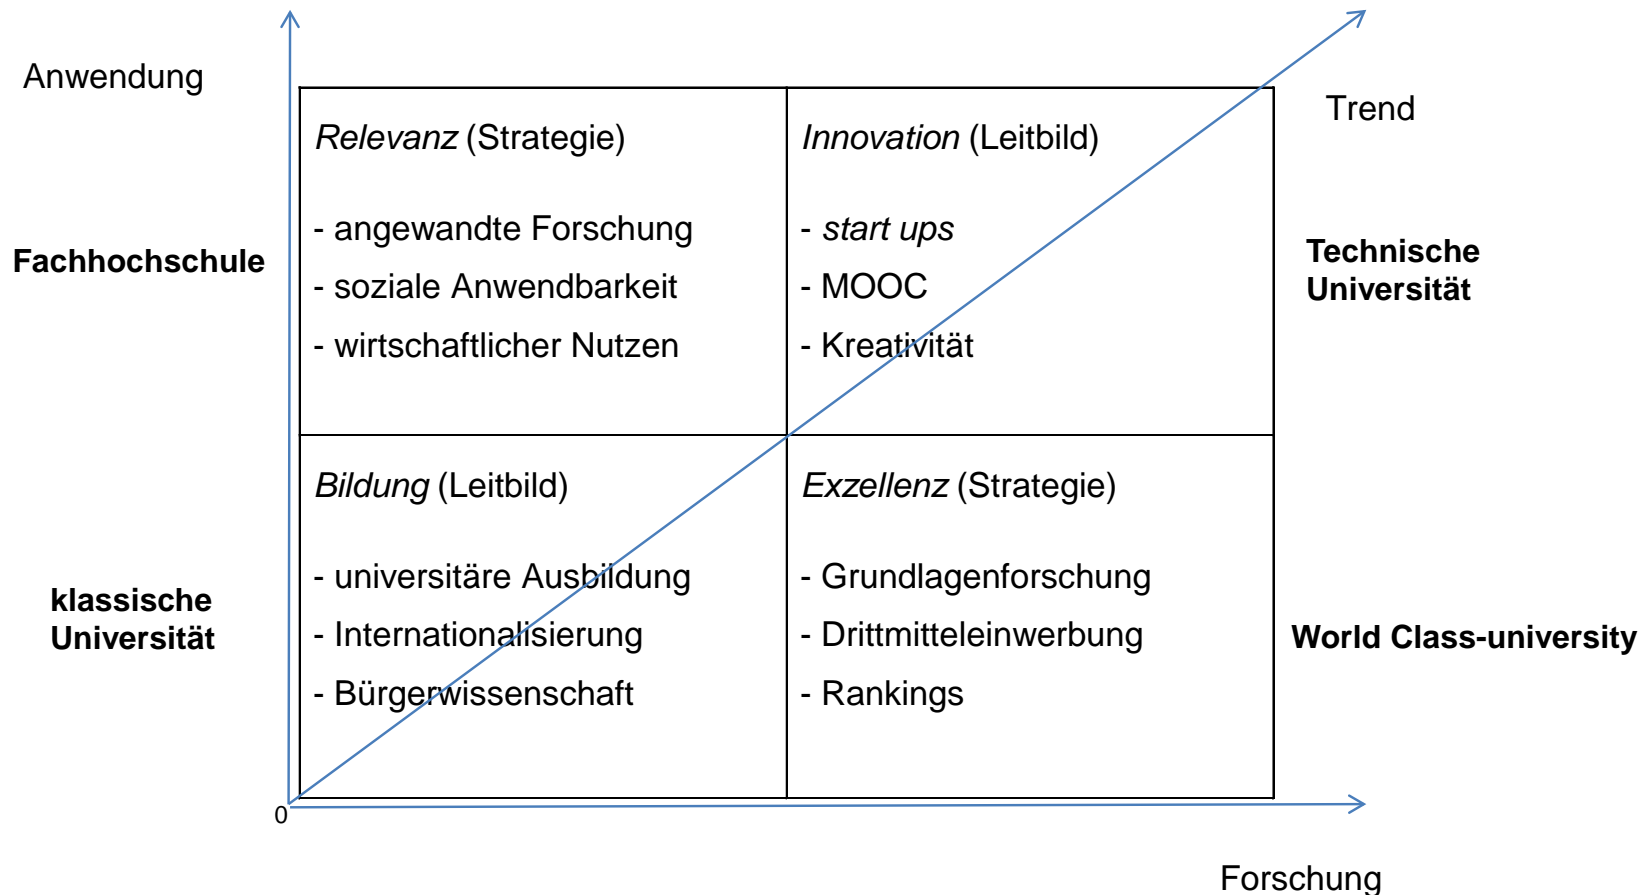 Anwendung
Trend
Relevanz (Strategie)
- angewandte Forschung
- soziale Anwendbarkeit
- wirtschaftlicher Nutzen
Innovation (Leitbild)
- start ups
- MOOC
- Kreativität
Fachhochschule
Technische
Universität
Bildung (Leitbild)
- universitäre Ausbildung
- Internationalisierung
- Bürgerwissenschaft
Exzellenz (Strategie)
- Grundlagenforschung
- Drittmitteleinwerbung
- Rankings
klassische
Universität
World Class-university
0
Forschung